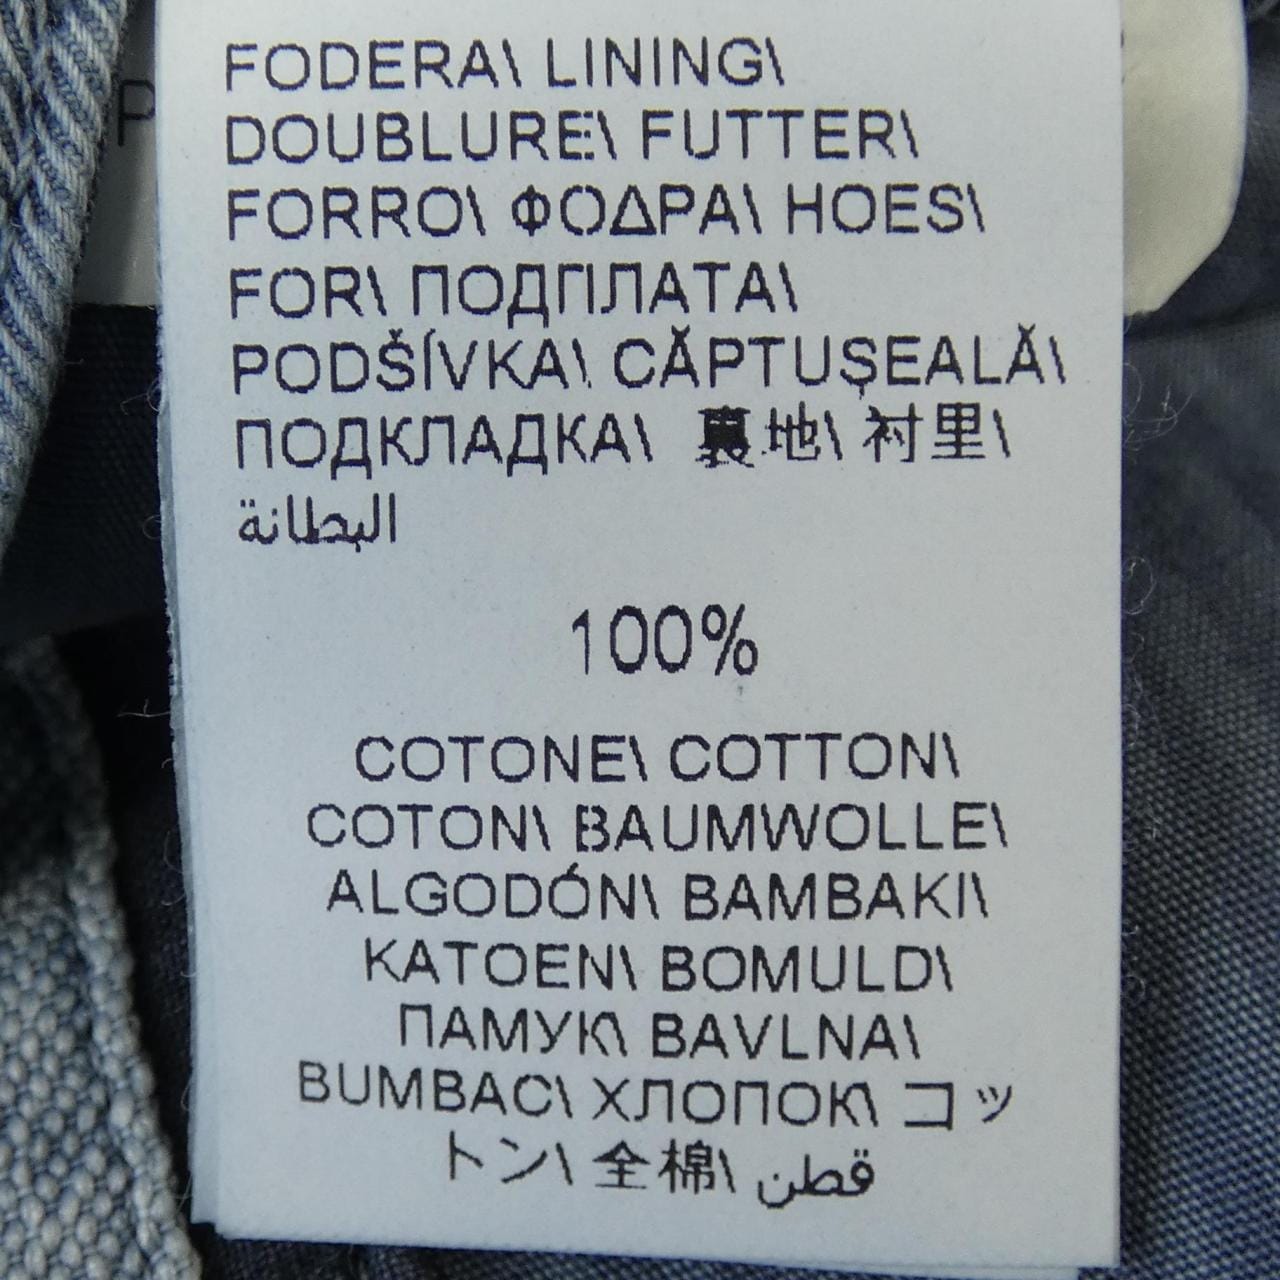 FODERA\ LINING\
DOUBLURE\ FUTTER\
FORRO\ ΦΟΔΡΑ\ HOES\
FOR\ ПОДПЛАТА\
PODŠÍVKA\ CĂPTUȘEALĂ\
ПОДКЛАДКА\ 裏地\ 衬里\
البطانة
100%
COTONE\ COTTON\
COTON\ BAUMWOLLE\
ALGODÓN\ BAMBAKI\
KATOEN\ BOMULD\
ПАМУК\ BAVLNA\
BUMBAC\ ХЛОПОК\ コッ
トン\ 全棉\ قطن
P